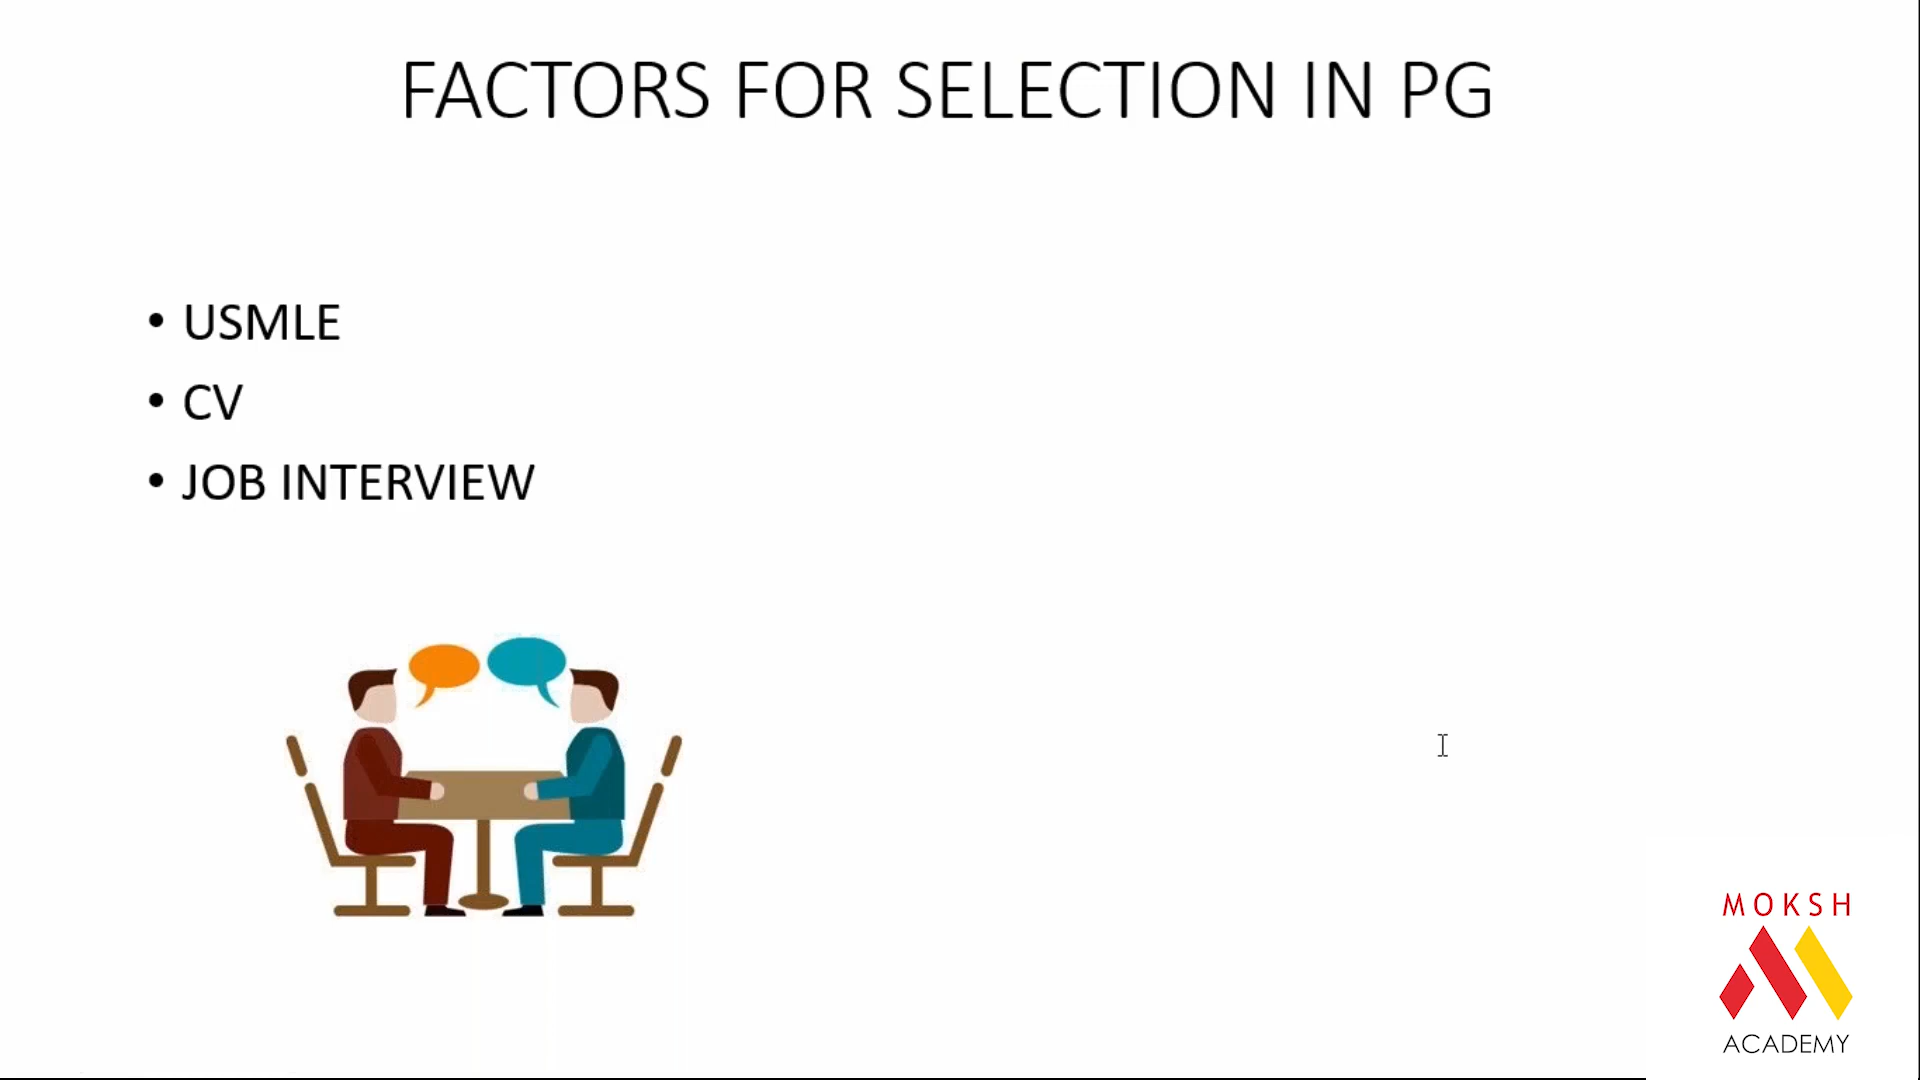 FACTORS FOR SELECTION IN PG
• USMLE
• CV
• JOB INTERVIEW
MOKSH
ACADEMY